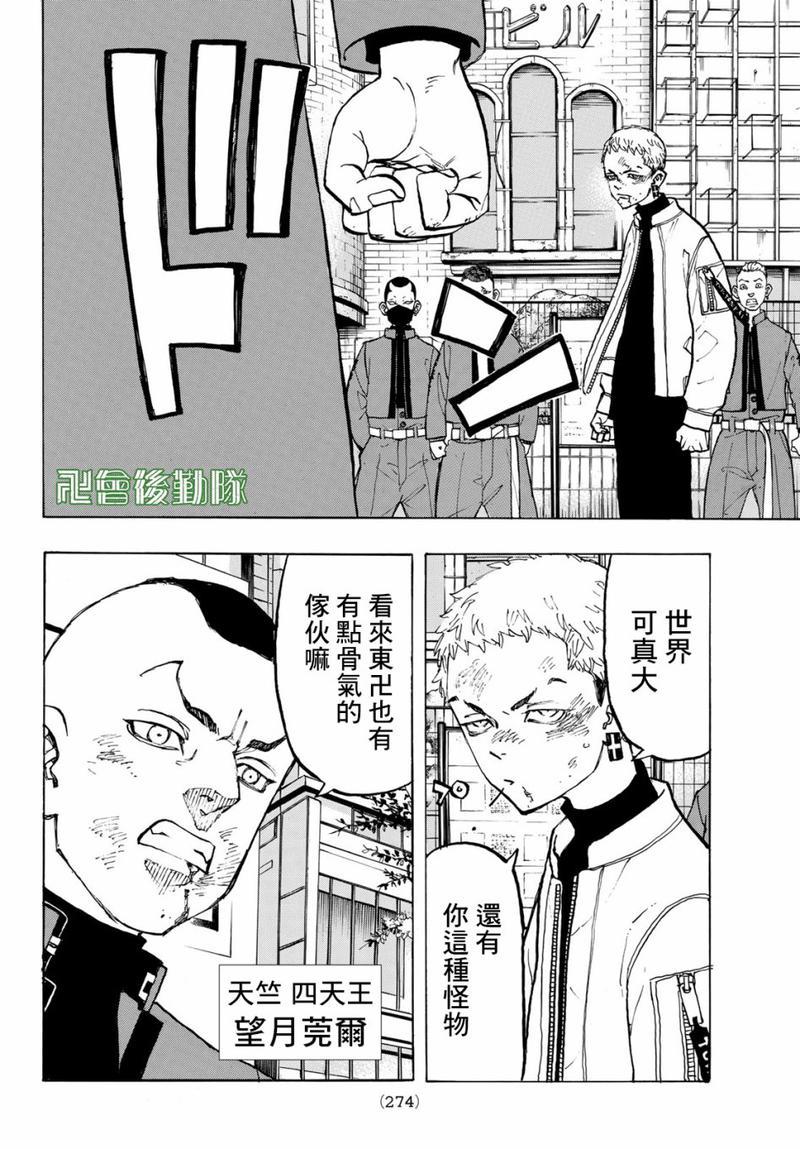 ビル
ドド
卍會後勤隊
世界
可真大
還有
你這種怪物
看來東卍也有
有點骨氣的
傢伙嘛
天竺 四天王
望月莞爾
(274)